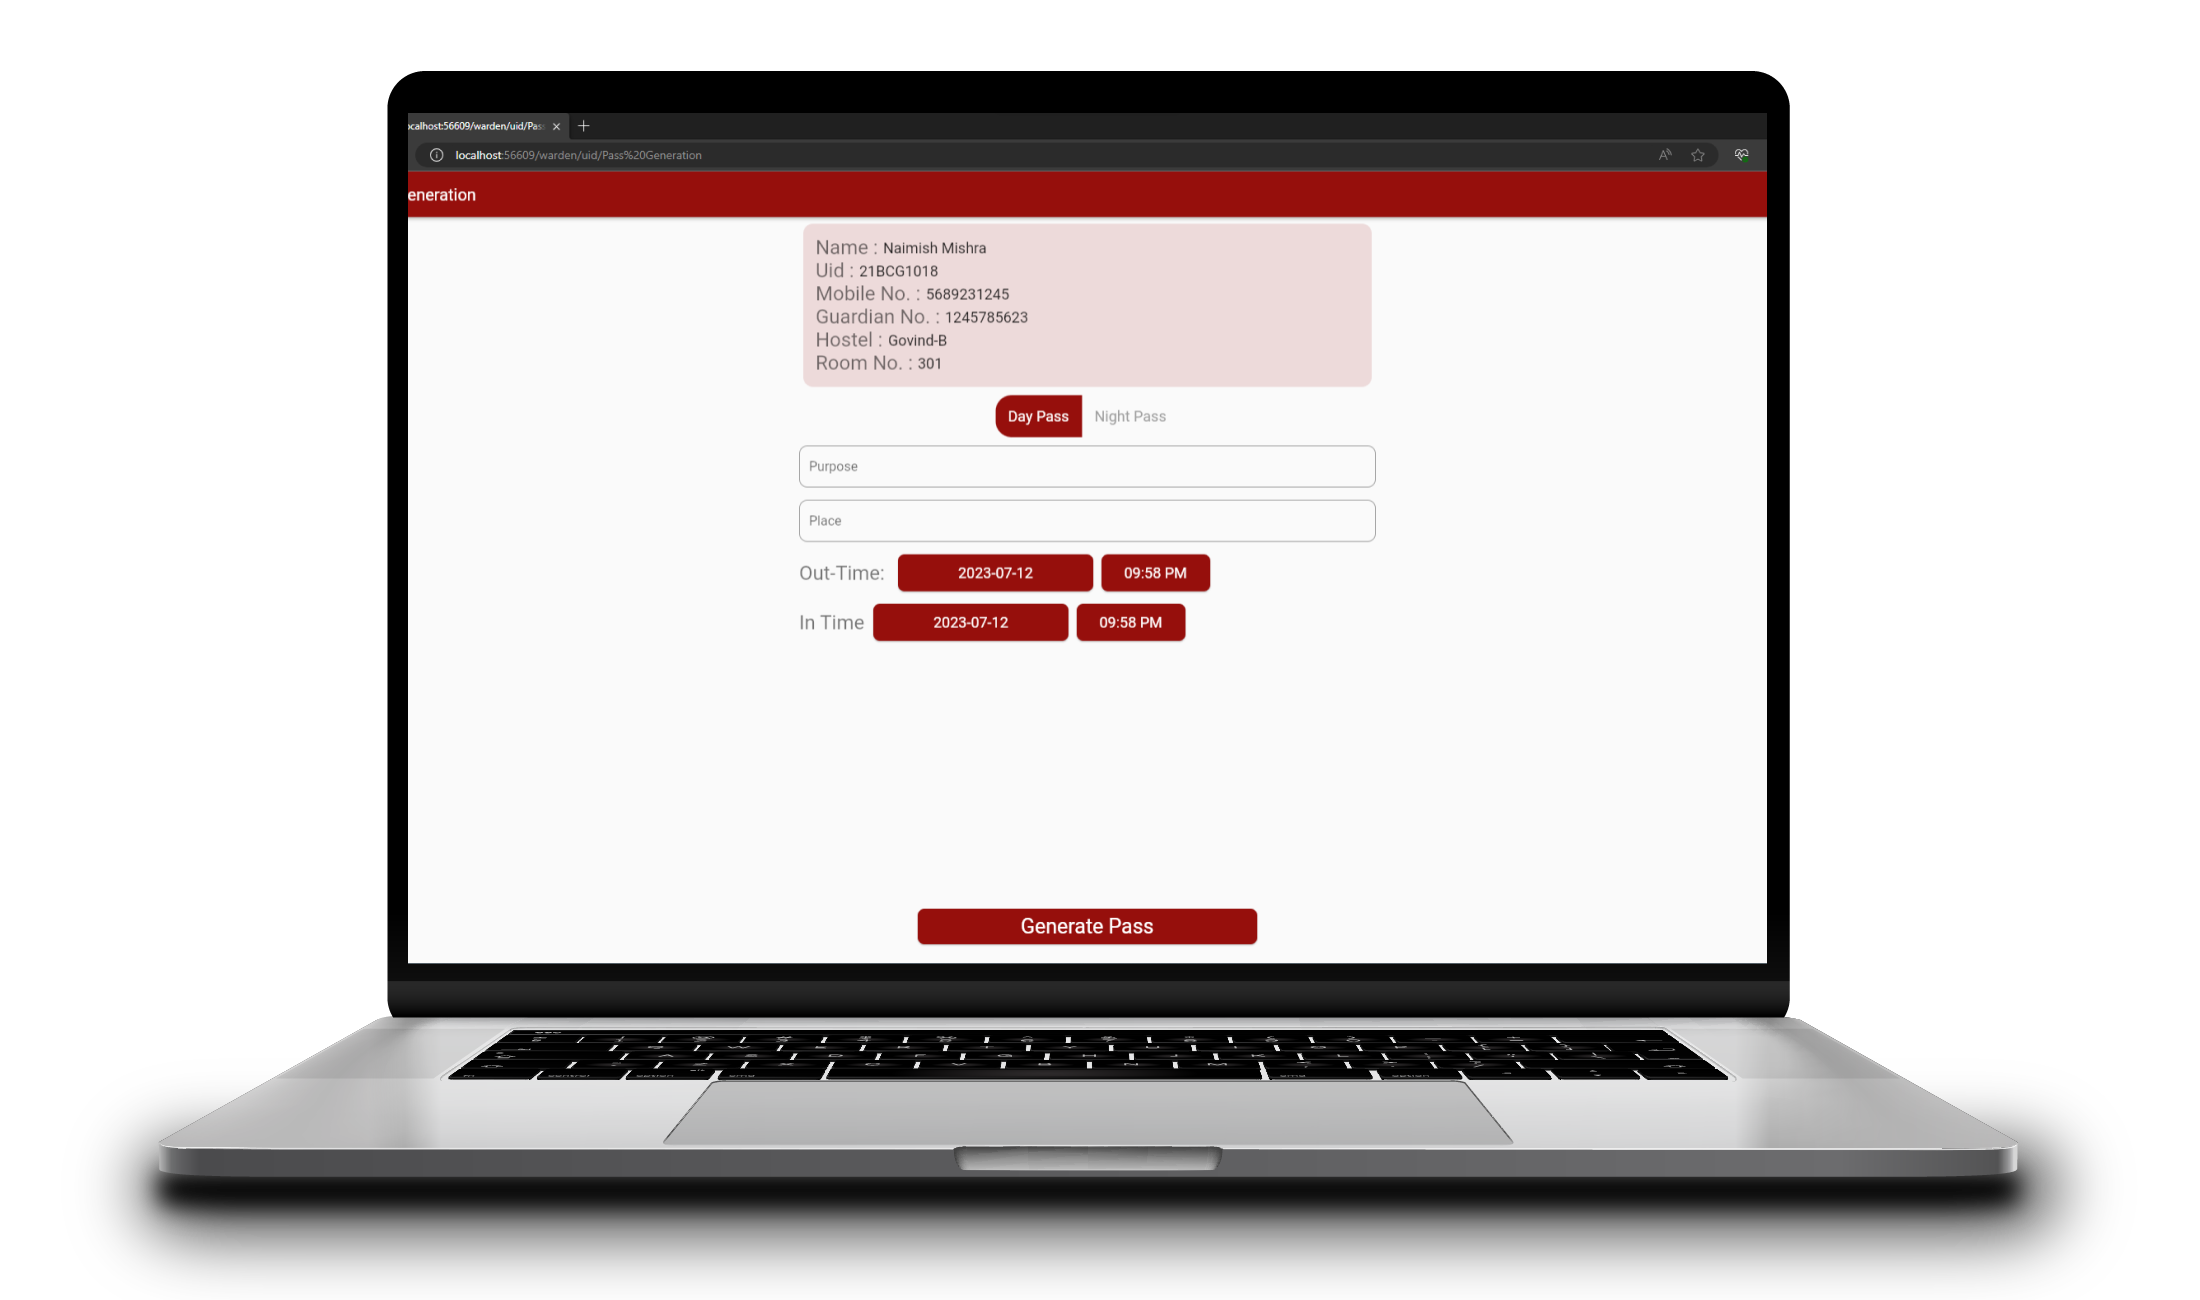 ocalhost:56609/warden/uid/Pas
localhost:56609/warden/uid/Pass%20Generation
eneration
Name : Naimish Mishra
Uid : 21BCG1018
Mobile No. : 5689231245
Guardian No. : 1245785623
Hostel : Govind-B
Room No. : 301
Day Pass Night Pass
Purpose
Place
Out-Time: 2023-07-12 09:58 PM
In Time 2023-07-12 09:58 PM
Generate Pass